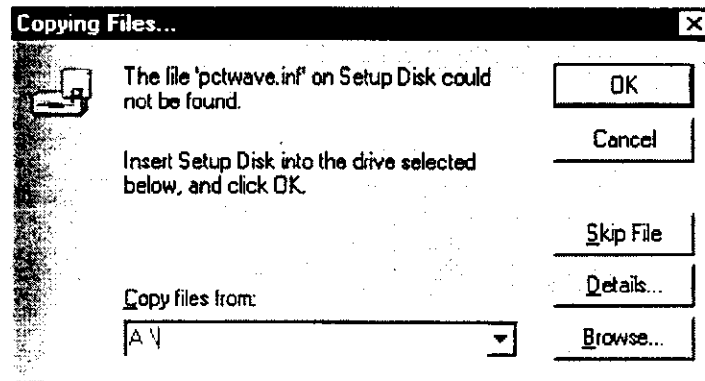 Copying Files...
The file 'pctwave.inf' on Setup Disk could
not be found.
Insert Setup Disk into the drive selected
below, and click OK.
Copy files from:
A:\
OK
Cancel
Skip File
Details...
Browse...